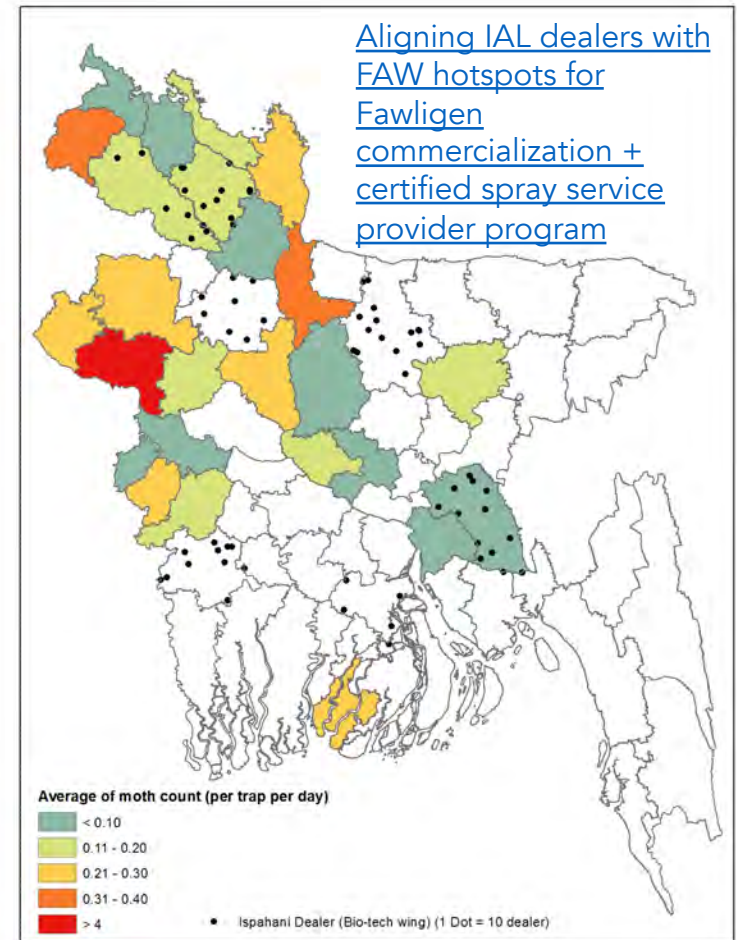 Aligning IAL dealers with
FAW hotspots for
Fawligen
commercialization +
certified spray service
provider program
Average of moth count (per trap per day)
< 0.10
0.11 - 0.20
0.21 - 0.30
0.31 - 0.40
> 4
Ispahani Dealer (Bio-tech wing) (1 Dot = 10 dealer)